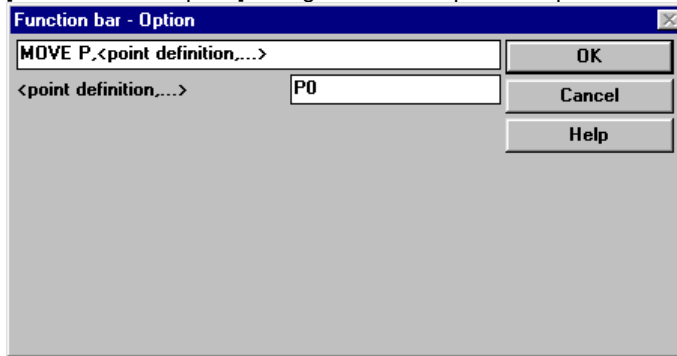 Function bar - Option
MOVE P,<point definition,...>
OK
<point definition,...>
P0
Cancel
Help